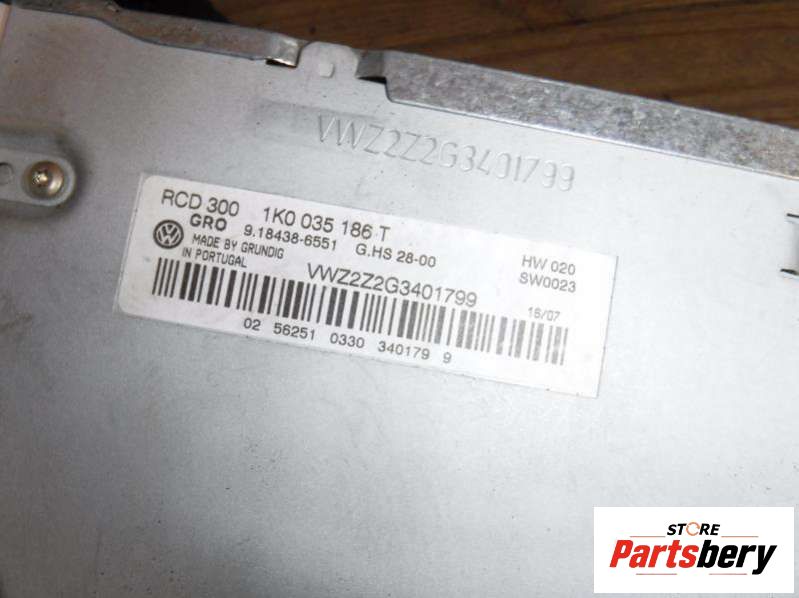 VWZ2Z2G3401799
RCD 300 1K0 035 186 T
GRO 9.18438-6551 G.HS 28-00 HW 020
MADE BY GRUNDIG SW0023
IN PORTUGAL
VWZ2Z2G3401799 16/07
02 56251 0330 340179 9
STORE
Partsbery